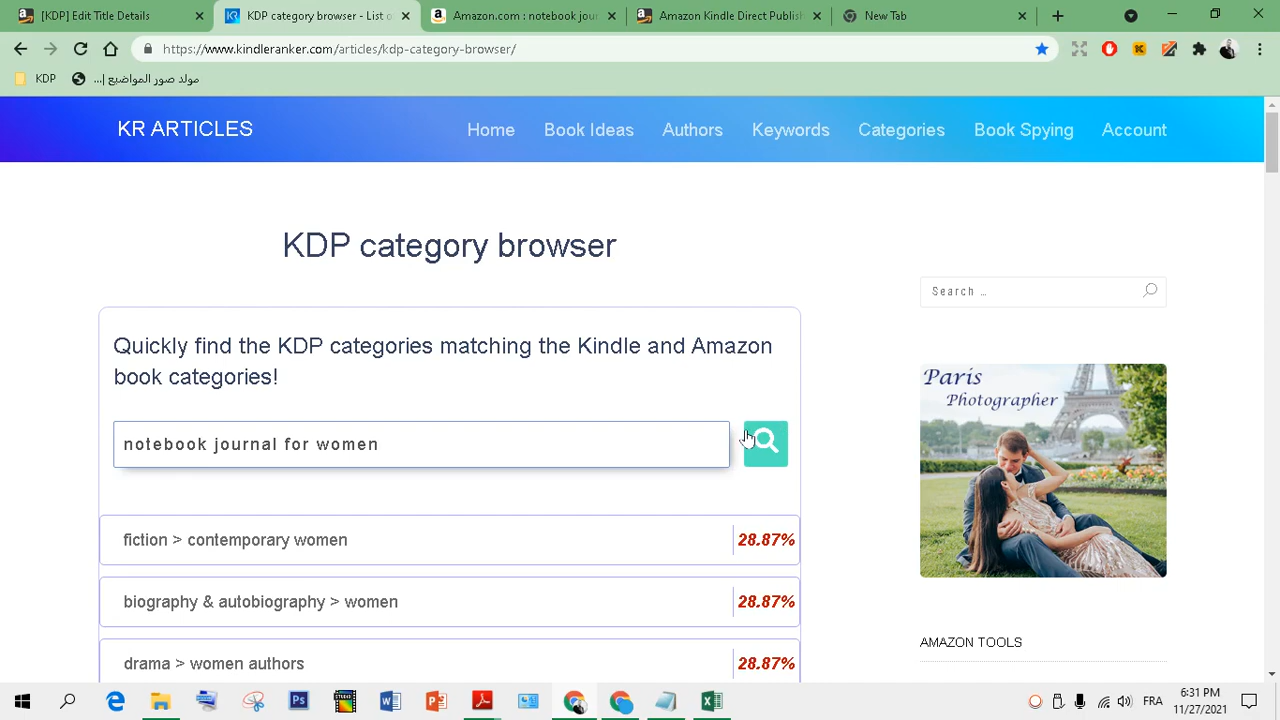 [KDP] Edit Title Details
KDP category browser - List o
Amazon.com : notebook jou
Amazon Kindle Direct Publish
New Tab
https://www.kindleranker.com/articles/kdp-category-browser/
KDP
مولد صور المواضيع |...
KR ARTICLES
Home
Book Ideas
Authors
Keywords
Categories
Book Spying
Account
KDP category browser
Search …
Quickly find the KDP categories matching the Kindle and Amazon
book categories!
Paris
Photographer
notebook journal for women
fiction > contemporary women
28.87%
biography & autobiography > women
28.87%
AMAZON TOOLS
drama > women authors
28.87%
FRA
6:31 PM
11/27/2021